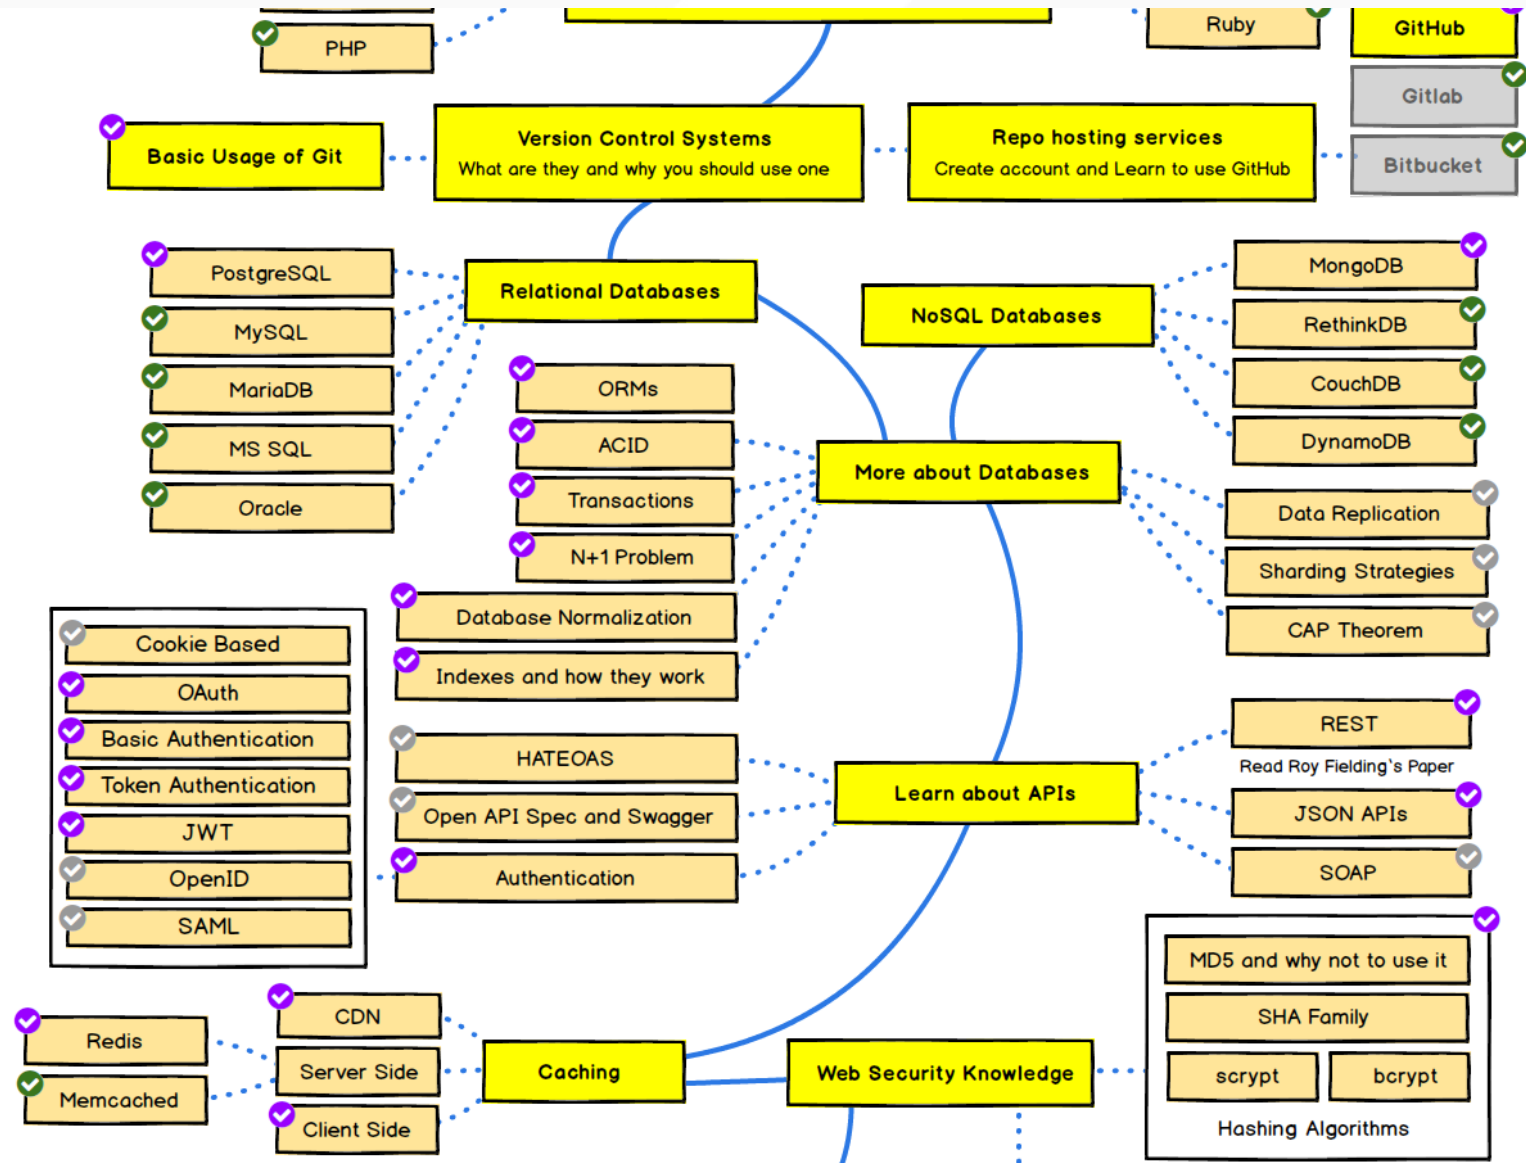 PHP
Ruby
GitHub
Gitlab
Bitbucket
Basic Usage of Git
Version Control Systems
What are they and why you should use one
Repo hosting services
Create account and Learn to use GitHub
PostgreSQL
MySQL
MariaDB
MS SQL
Oracle
Relational Databases
NoSQL Databases
MongoDB
RethinkDB
CouchDB
DynamoDB
ORMs
ACID
Transactions
N+1 Problem
Database Normalization
Indexes and how they work
More about Databases
Data Replication
Sharding Strategies
CAP Theorem
Cookie Based
OAuth
Basic Authentication
Token Authentication
JWT
OpenID
SAML
HATEOAS
Open API Spec and Swagger
Authentication
Learn about APIs
REST
Read Roy Fielding's Paper
JSON APIs
SOAP
MD5 and why not to use it
SHA Family
scrypt
bcrypt
Hashing Algorithms
Redis
Memcached
CDN
Server Side
Client Side
Caching
Web Security Knowledge